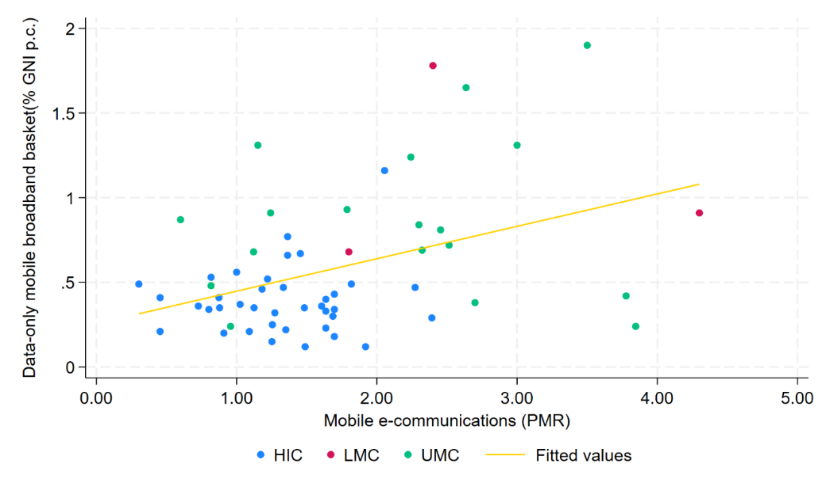 Data-only mobile broadband basket(% GNI p.c.)
2
1.5
1
.5
0
0.00 1.00 2.00 3.00 4.00 5.00
Mobile e-communications (PMR)
HIC LMC UMC Fitted values